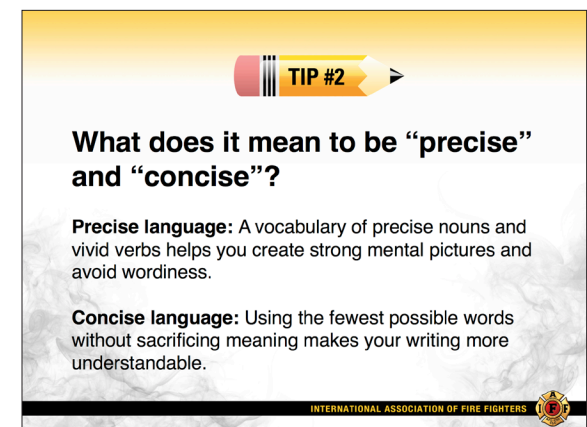 TIP #2
What does it mean to be “precise”
and “concise”?
Precise language: A vocabulary of precise nouns and
vivid verbs helps you create strong mental pictures and
avoid wordiness.
Concise language: Using the fewest possible words
without sacrificing meaning makes your writing more
understandable.
INTERNATIONAL ASSOCIATION OF FIRE FIGHTERS